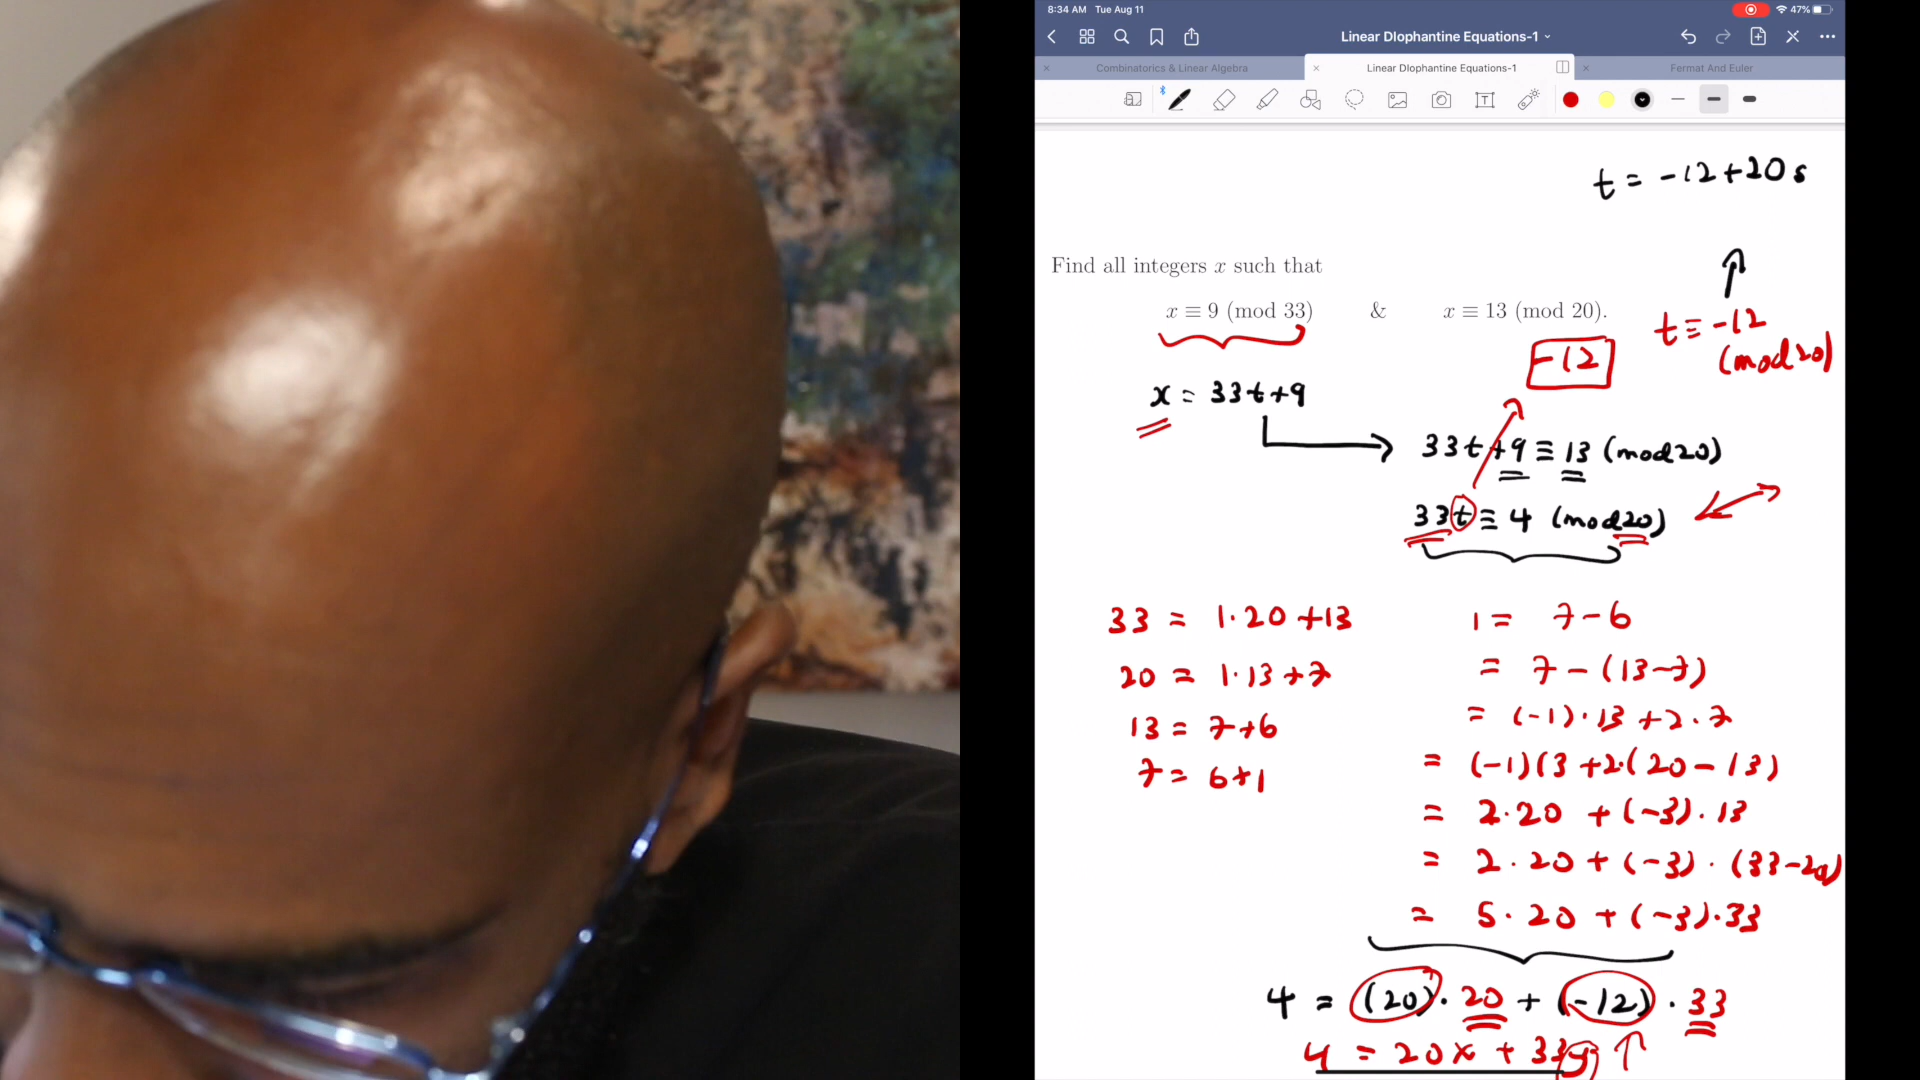 8:34 AM Tue Aug 11
47%
Linear DIophantine Equations-1
Combinatorics & Linear Algebra
Linear DIophantine Equations-1
Fermat And Euler
t = -12+20s
Find all integers x such that
x ≡ 9 (mod 33) & x ≡ 13 (mod 20).
t ≡ -12
(mod 20)
-12
x = 33t+9
33t+9 ≡ 13 (mod 20)
33t ≡ 4 (mod 20)
33 = 1·20+13
20 = 1·13+7
13 = 7+6
7 = 6+1
1 = 7-6
= 7-(13-7)
= (-1)·13+2·7
= (-1)13+2·(20-13)
= 2·20 + (-3)·13
= 2·20+(-3)·(33-20)
= 5·20+(-3)·33
4 = (20)·20 + (-12)·33
4 = 20x + 33y